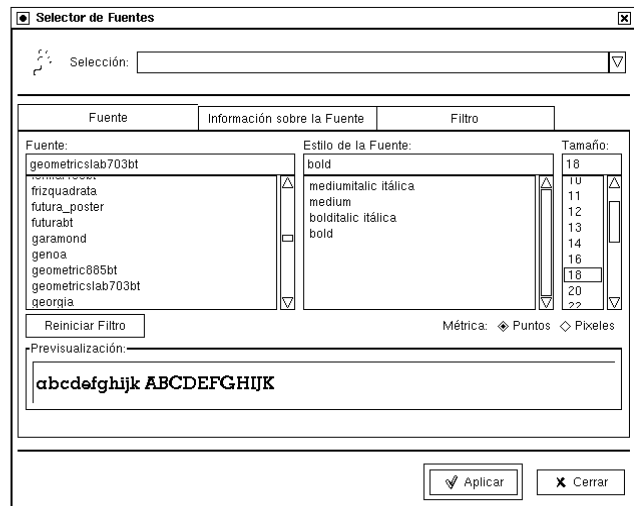 Selector de Fuentes
Selección:
Fuente
Información sobre la Fuente
Filtro
Fuente:
geometricslab703bt
frizquadrata
futura_poster
futurabt
garamond
genoa
geometric885bt
geometricslab703bt
georgia
Estilo de la Fuente:
bold
mediumitalic itálica
medium
bolditalic itálica
bold
Tamaño:
18
10
11
12
13
14
16
18
20
22
Reiniciar Filtro
Métrica: Puntos Pixeles
Previsualización:
abcdefghijk ABCDEFGHIJK
Aplicar
Cerrar